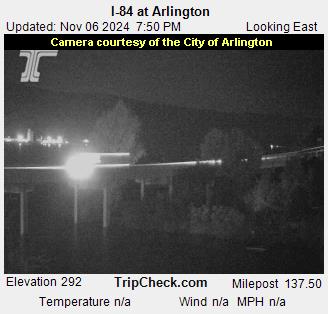 I-84 at Arlington
Updated: Nov 06 2024 7:50 PM Looking East
Camera courtesy of the City of Arlington
Elevation 292 TripCheck.com Milepost 137.50
Temperature n/a Wind n/a MPH n/a